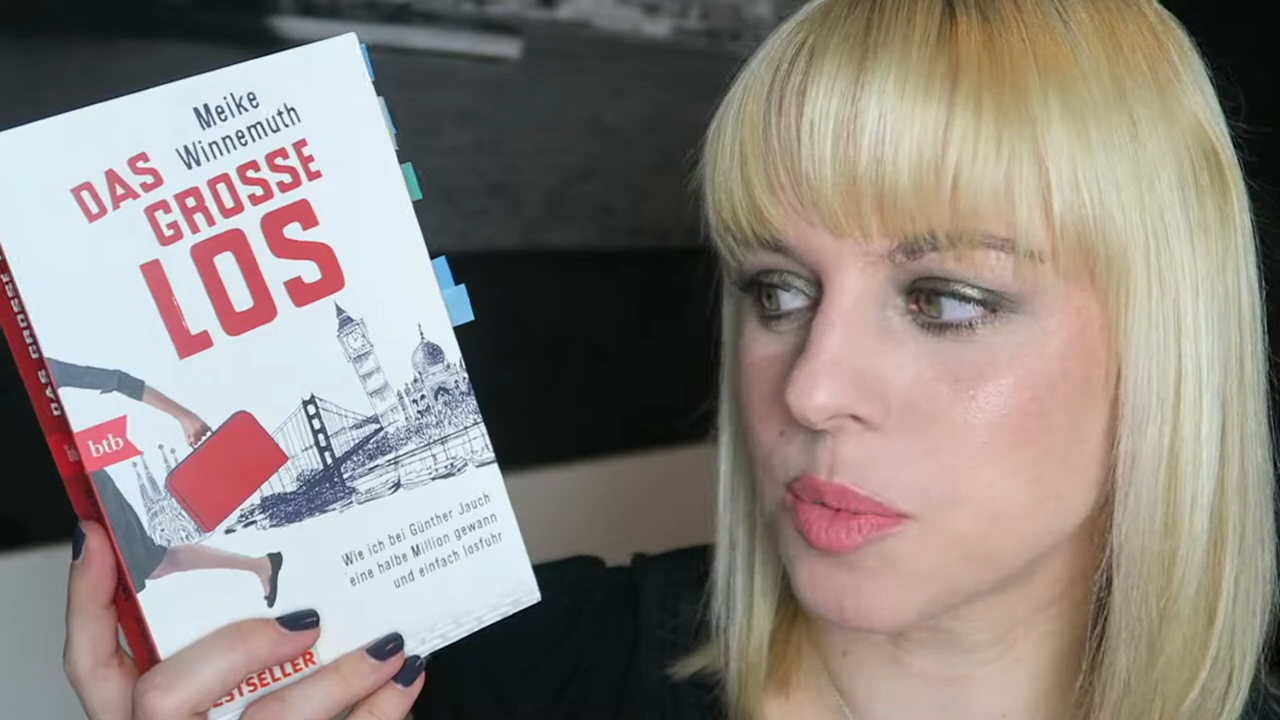 Meike
Winnemuth
DAS
GROSSE
LOS
btb
Wie ich bei Günther Jauch
eine halbe Million gewann
und einfach losfuhr
ESTSELLER
DAS GROSSE